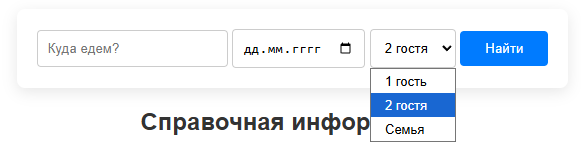 Куда едем?
дд.мм.гггг
2 гостя
Найти
1 гость
2 гостя
Семья
Справочная инфор